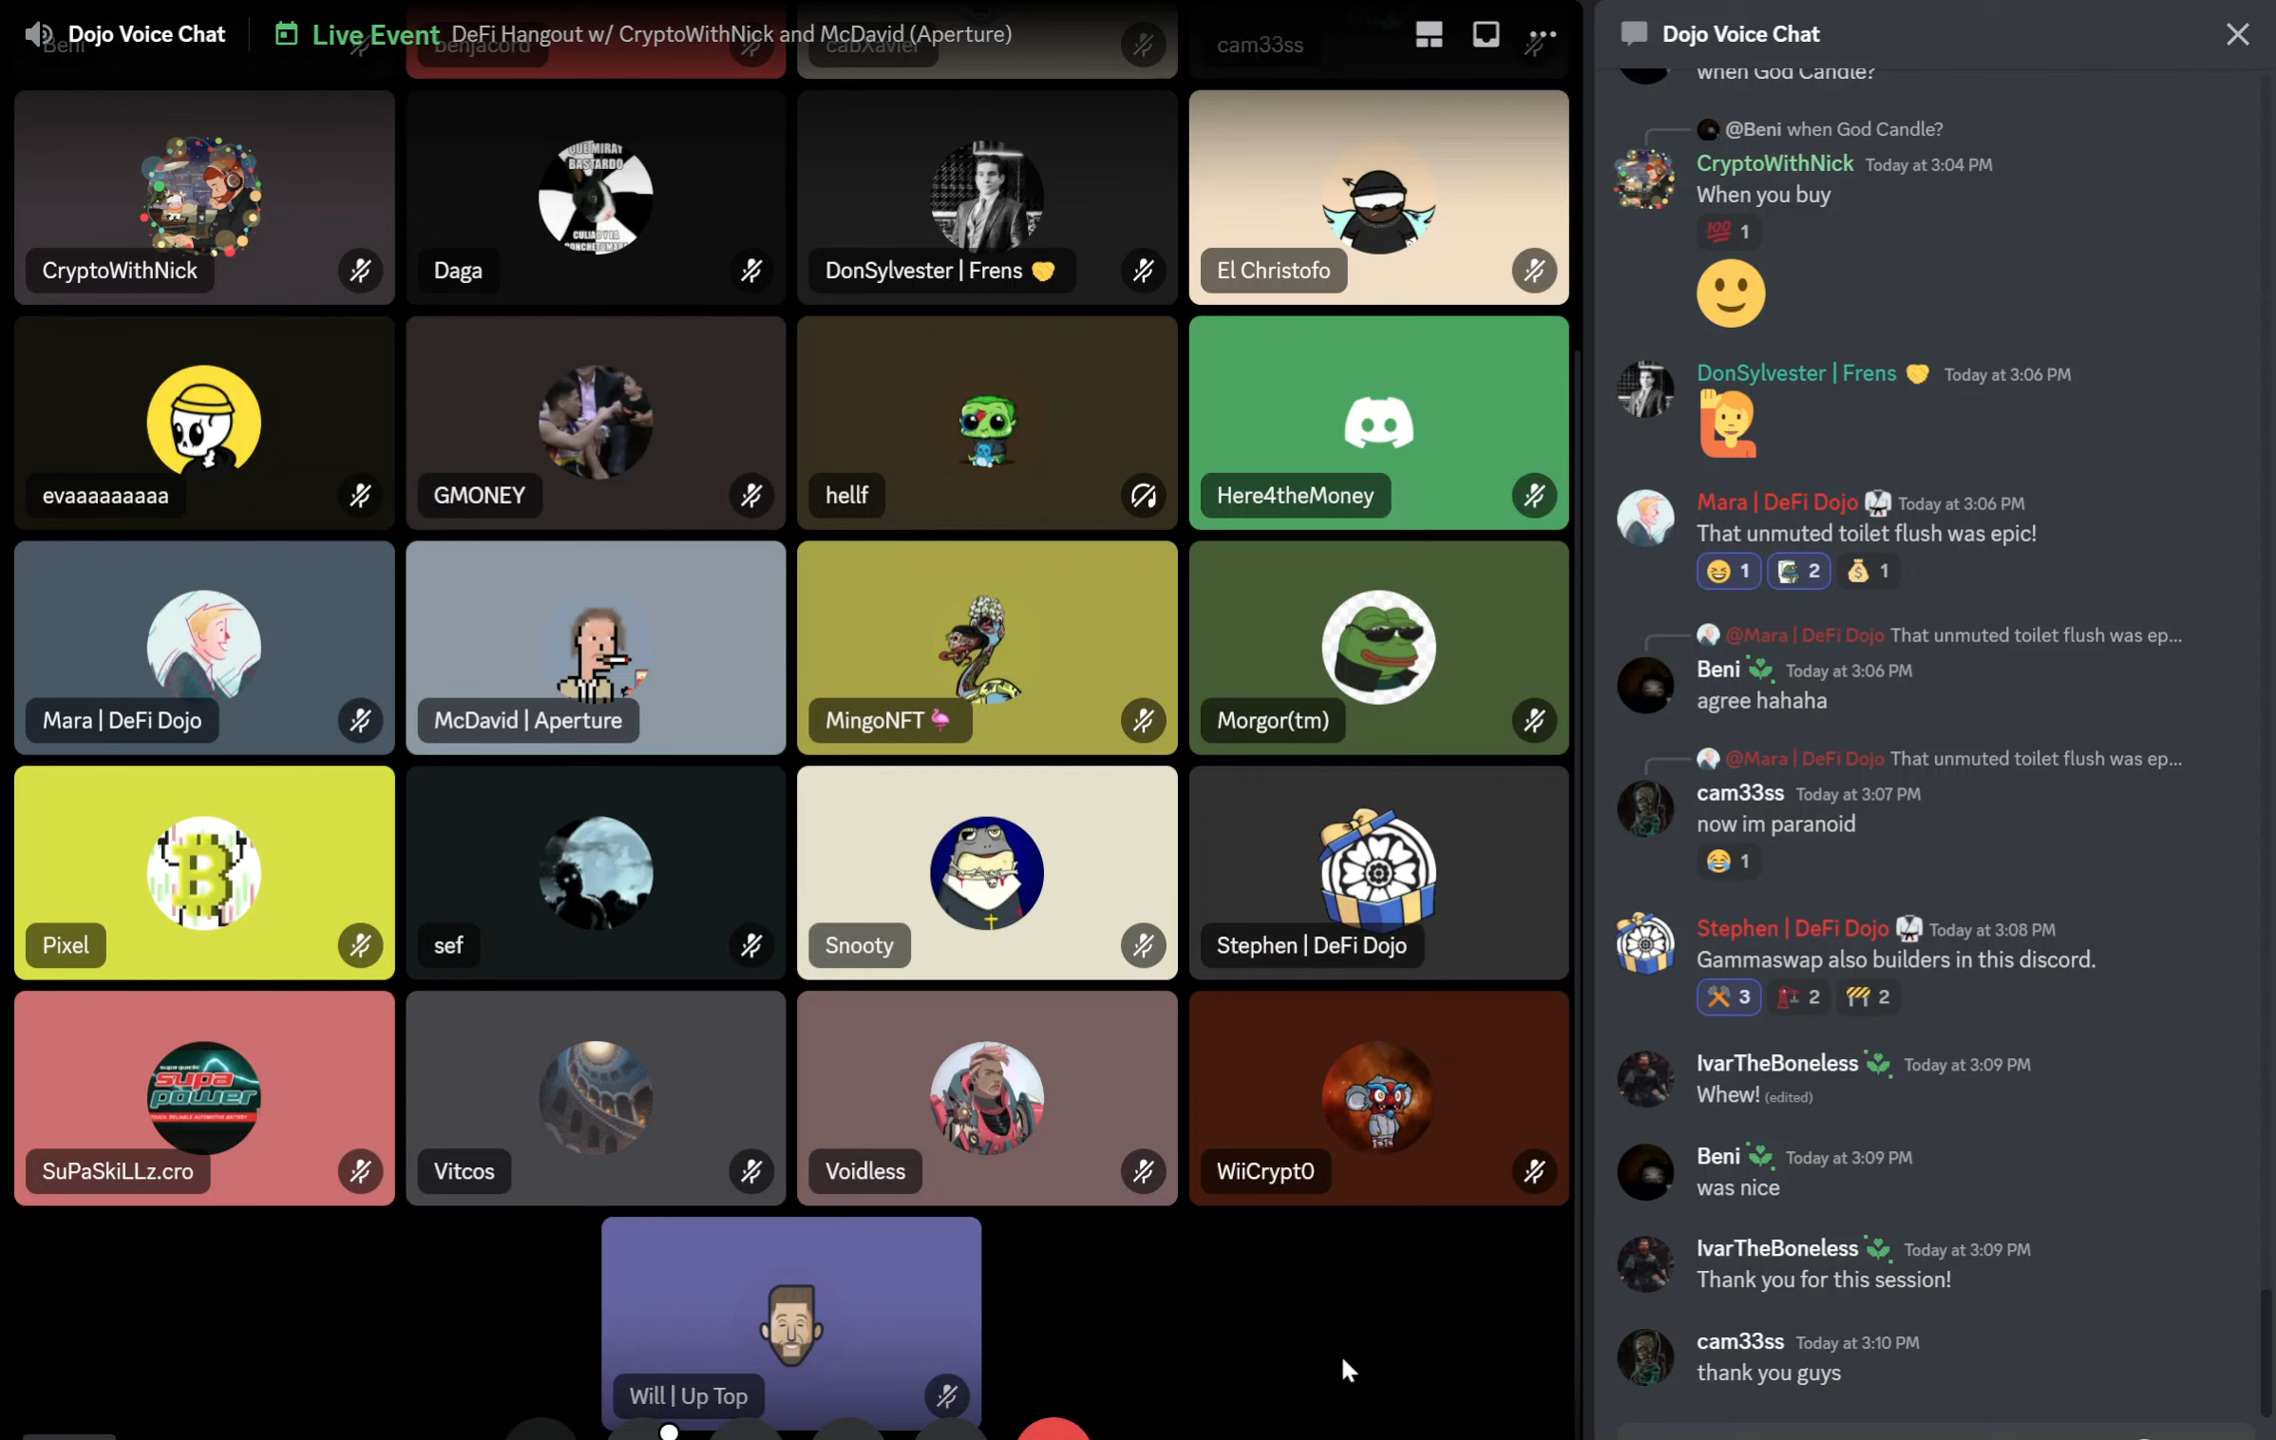 Dojo Voice Chat
Live Event DeFi Hangout w/ CryptoWithNick and McDavid (Aperture)
Beni
benjacord
cabXavier
cam33ss
QUE MIRAY
BASTARDO
CryptoWithNick
Daga
DonSylvester | Frens 🤝
El Christofo
evaaaaaaaaa
GMONEY
hellf
Here4theMoney
Mara | DeFi Dojo
McDavid | Aperture
MingoNFT🦩
Morgor(tm)
Pixel
sef
Snooty
Stephen | DeFi Dojo
supa
power
SuPaSkiLLz.cro
Vitcos
Voidless
WiiCrypt0
Will | Up Top
Dojo Voice Chat
when God Candle?
@Beni when God Candle?
CryptoWithNick Today at 3:04 PM
When you buy
💯 1
DonSylvester | Frens 🤝 Today at 3:06 PM
Mara | DeFi Dojo 🥋 Today at 3:06 PM
That unmuted toilet flush was epic!
1 2 1
@Mara | DeFi Dojo That unmuted toilet flush was ep...
Beni Today at 3:06 PM
agree hahaha
@Mara | DeFi Dojo That unmuted toilet flush was ep...
cam33ss Today at 3:07 PM
now im paranoid
1
Stephen | DeFi Dojo 🥋 Today at 3:08 PM
Gammaswap also builders in this discord.
3 2 2
IvarTheBoneless Today at 3:09 PM
Whew! (edited)
Beni Today at 3:09 PM
was nice
IvarTheBoneless Today at 3:09 PM
Thank you for this session!
cam33ss Today at 3:10 PM
thank you guys